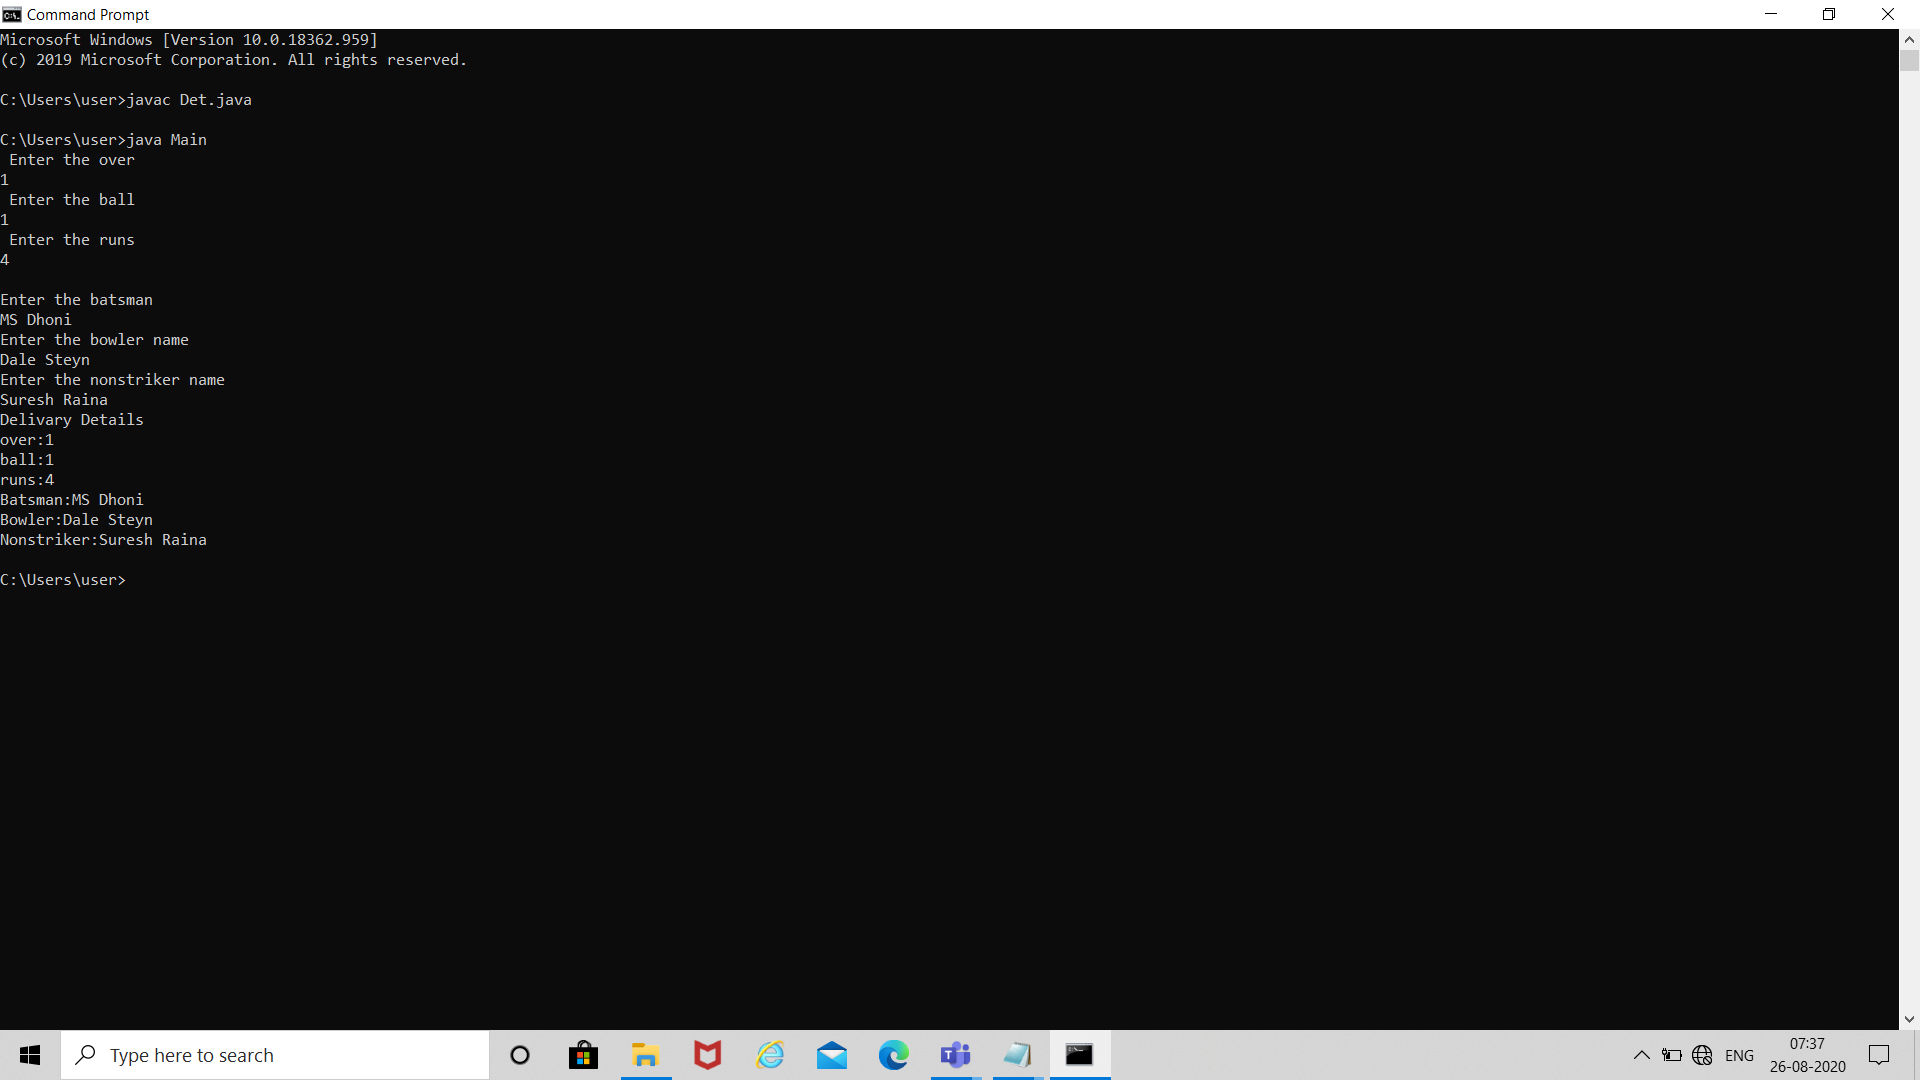 Command Prompt
Microsoft Windows [Version 10.0.18362.959]
(c) 2019 Microsoft Corporation. All rights reserved.
C:\Users\user>javac Det.java
C:\Users\user>java Main
Enter the over
1
Enter the ball
1
Enter the runs
4
Enter the batsman
MS Dhoni
Enter the bowler name
Dale Steyn
Enter the nonstriker name
Suresh Raina
Delivary Details
over:1
ball:1
runs:4
Batsman:MS Dhoni
Bowler:Dale Steyn
Nonstriker:Suresh Raina
C:\Users\user>
Type here to search
ENG
07:37
26-08-2020